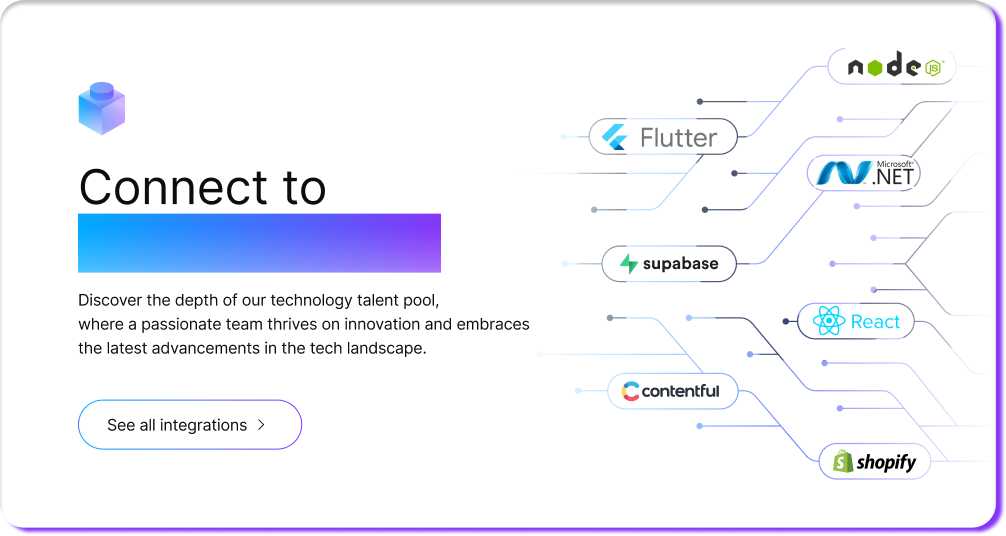 Connect to
Discover the depth of our technology talent pool,
where a passionate team thrives on innovation and embraces
the latest advancements in the tech landscape.
See all integrations
node
JS
Flutter
Microsoft®
.NET
supabase
React
contentful
shopify